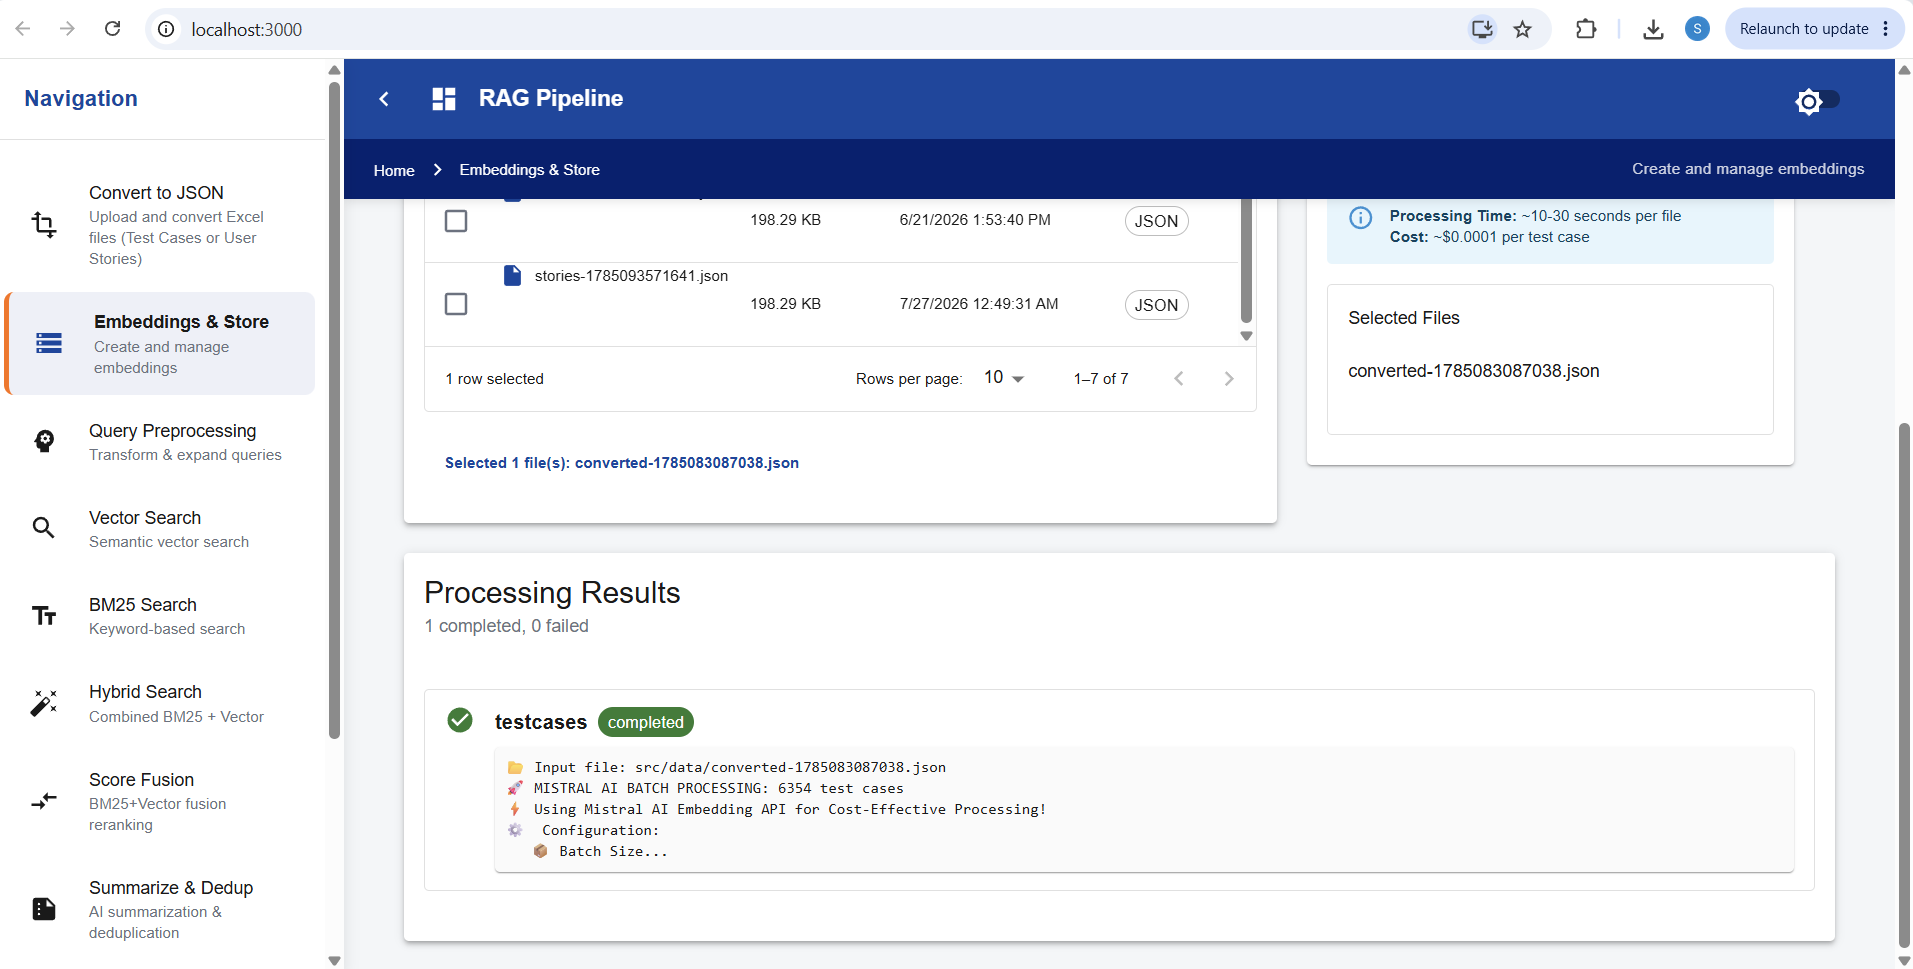 localhost:3000
S
Relaunch to update
Navigation
Convert to JSON
Upload and convert Excel
files (Test Cases or User
Stories)
Embeddings & Store
Create and manage
embeddings
Query Preprocessing
Transform & expand queries
Vector Search
Semantic vector search
BM25 Search
Keyword-based search
Hybrid Search
Combined BM25 + Vector
Score Fusion
BM25+Vector fusion
reranking
Summarize & Dedup
AI summarization &
deduplication
RAG Pipeline
Home
Embeddings & Store
Create and manage embeddings
198.29 KB
6/21/2026 1:53:40 PM
JSON
stories-1785093571641.json
198.29 KB
7/27/2026 12:49:31 AM
JSON
1 row selected
Rows per page:
10
1–7 of 7
Selected 1 file(s): converted-1785083087038.json
Processing Time: ~10-30 seconds per file
Cost: ~$0.0001 per test case
Selected Files
converted-1785083087038.json
Processing Results
1 completed, 0 failed
testcases
completed
Input file: src/data/converted-1785083087038.json
MISTRAL AI BATCH PROCESSING: 6354 test cases
Using Mistral AI Embedding API for Cost-Effective Processing!
Configuration:
Batch Size...